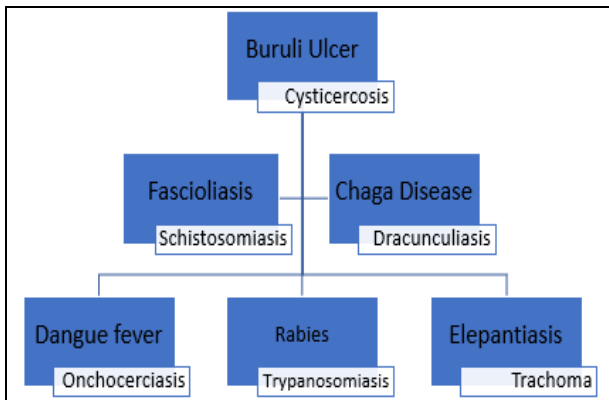 Buruli Ulcer
Cysticercosis
Fascioliasis
Schistosomiasis
Chaga Disease
Dracunculiasis
Dangue fever
Onchocerciasis
Rabies
Trypanosomiasis
Elepantiasis
Trachoma